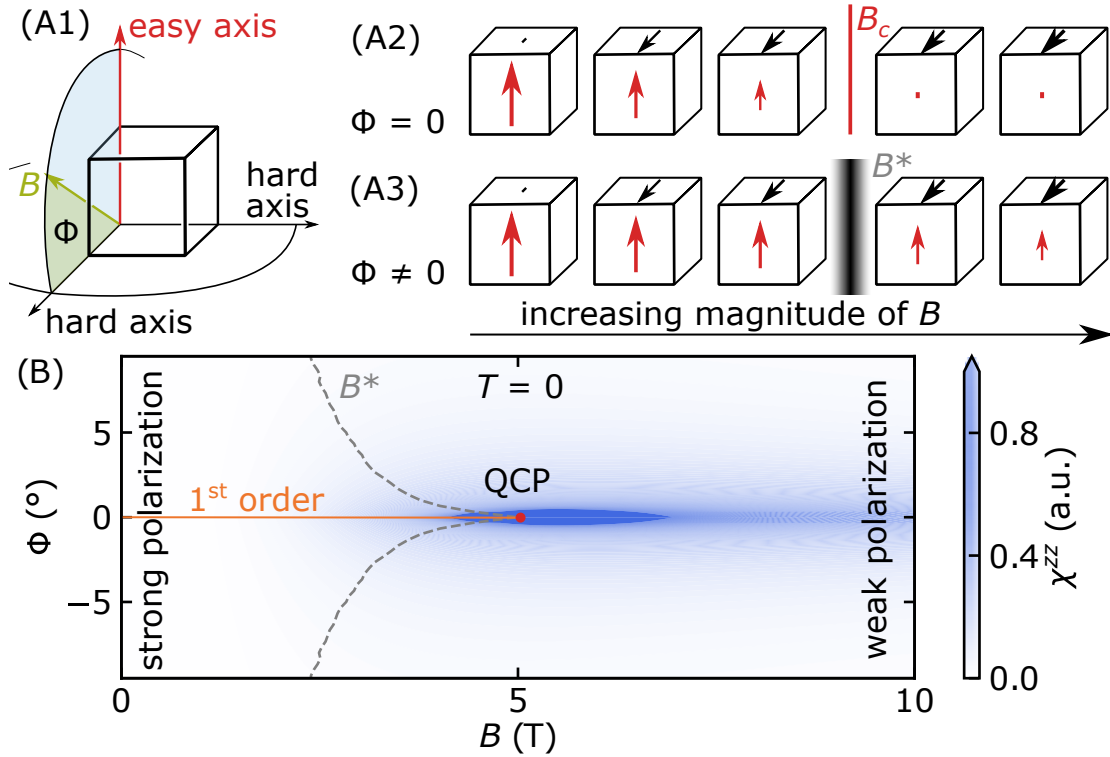 (A1)
easy axis
B
Φ
hard
axis
hard axis
(A2)
B_c
Φ = 0
(A3)
B*
Φ ≠ 0
increasing magnitude of B
(B)
T = 0
B*
QCP
1st order
strong polarization
weak polarization
5
0
−5
Φ (°)
0
5
10
B (T)
0.8
0.4
0.0
χ^zz (a.u.)